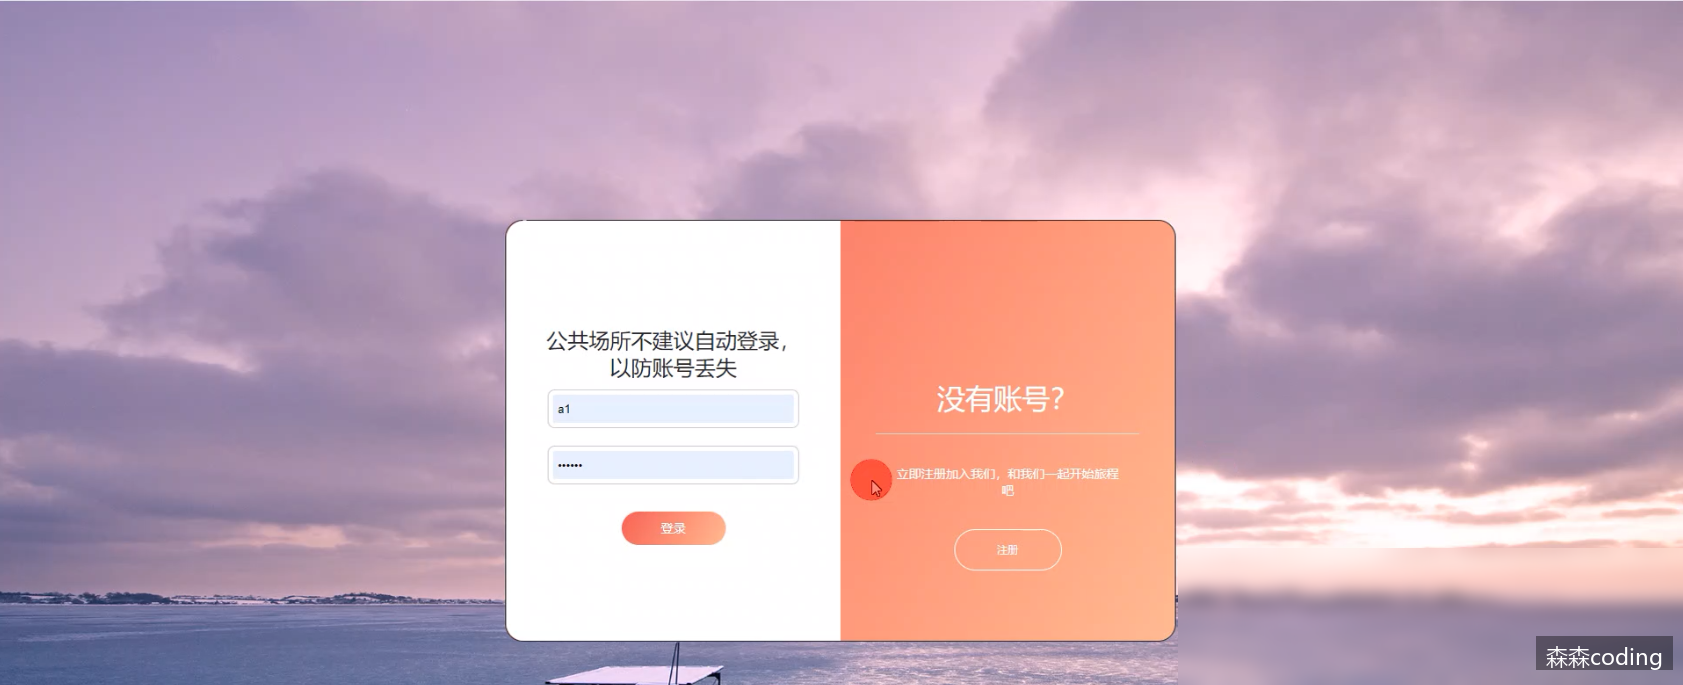 公共场所不建议自动登录，
以防账号丢失
a1
••••••
登录
没有账号?
立即注册加入我们，和我们一起开始旅程
吧
注册
森森coding